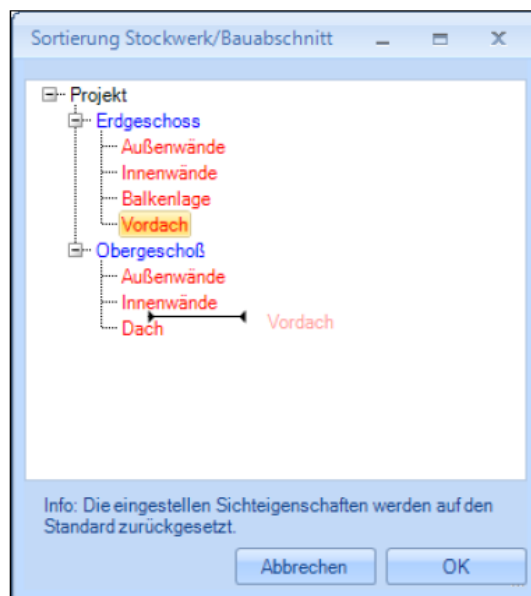 Sortierung Stockwerk/Bauabschnitt
Projekt
Erdgeschoss
Außenwände
Innenwände
Balkenlage
Vordach
Obergeschoß
Außenwände
Innenwände
Vordach
Dach
Info: Die eingestellen Sichteigenschaften werden auf den
Standard zurückgesetzt.
Abbrechen
OK